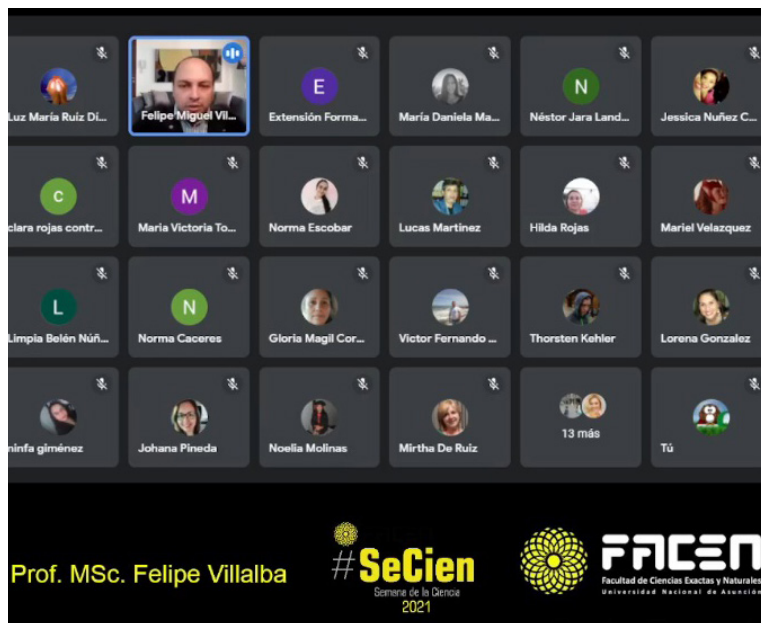 Luz María Ruiz Di...
Felipe Miguel Vil...
E
Extensión Forma...
María Daniela Ma...
N
Néstor Jara Land...
Jessica Nuñez C...
c
clara rojas contr...
M
Maria Victoria To...
Norma Escobar
Lucas Martinez
Hilda Rojas
Mariel Velazquez
L
Limpia Belén Núñ...
N
Norma Caceres
Gloria Magil Cor...
Victor Fernando ...
Thorsten Kehler
Lorena Gonzalez
ninfa giménez
Johana Pineda
Noelia Molinas
Mirtha De Ruiz
13 más
Tú
Prof. MSc. Felipe Villalba
#SeCien
Semana de la Ciencia
2021
FACEN
Facultad de Ciencias Exactas y Naturales
Universidad Nacional de Asunción